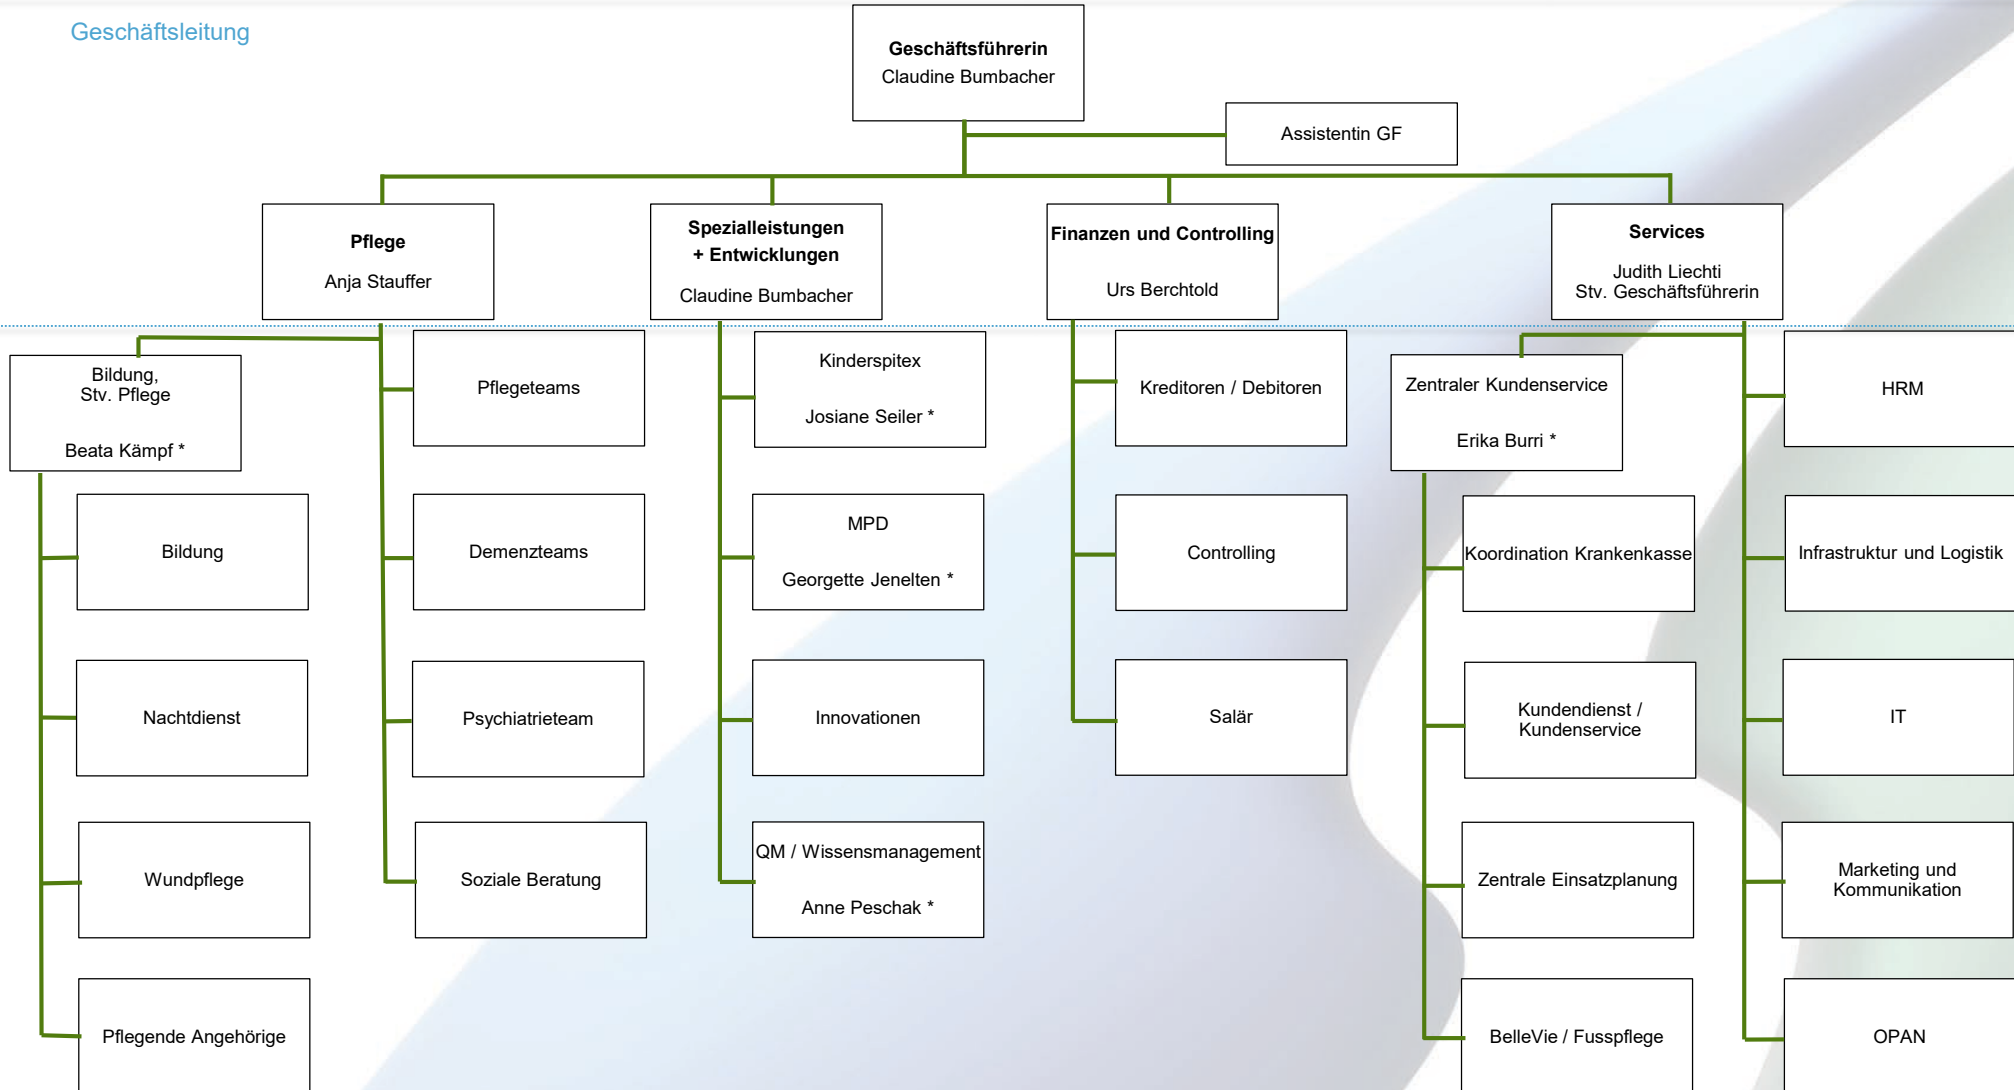 Geschäftsleitung
Geschäftsführerin
Claudine Bumbacher
Assistentin GF
Pflege
Anja Stauffer
Spezialleistungen
+ Entwicklungen
Claudine Bumbacher
Finanzen und Controlling
Urs Berchtold
Services
Judith Liechti
Stv. Geschäftsführerin
Bildung,
Stv. Pflege
Beata Kämpf *
Bildung
Nachtdienst
Wundpflege
Pflegende Angehörige
Pflegeteams
Demenzteams
Psychiatrieteam
Soziale Beratung
Kinderspitex
Josiane Seiler *
MPD
Georgette Jenelten *
Innovationen
QM / Wissensmanagement
Anne Peschak *
Kreditoren / Debitoren
Controlling
Salär
Zentraler Kundenservice
Erika Burri *
Koordination Krankenkasse
Kundendienst /
Kundenservice
Zentrale Einsatzplanung
BelleVie / Fusspflege
HRM
Infrastruktur und Logistik
IT
Marketing und
Kommunikation
OPAN